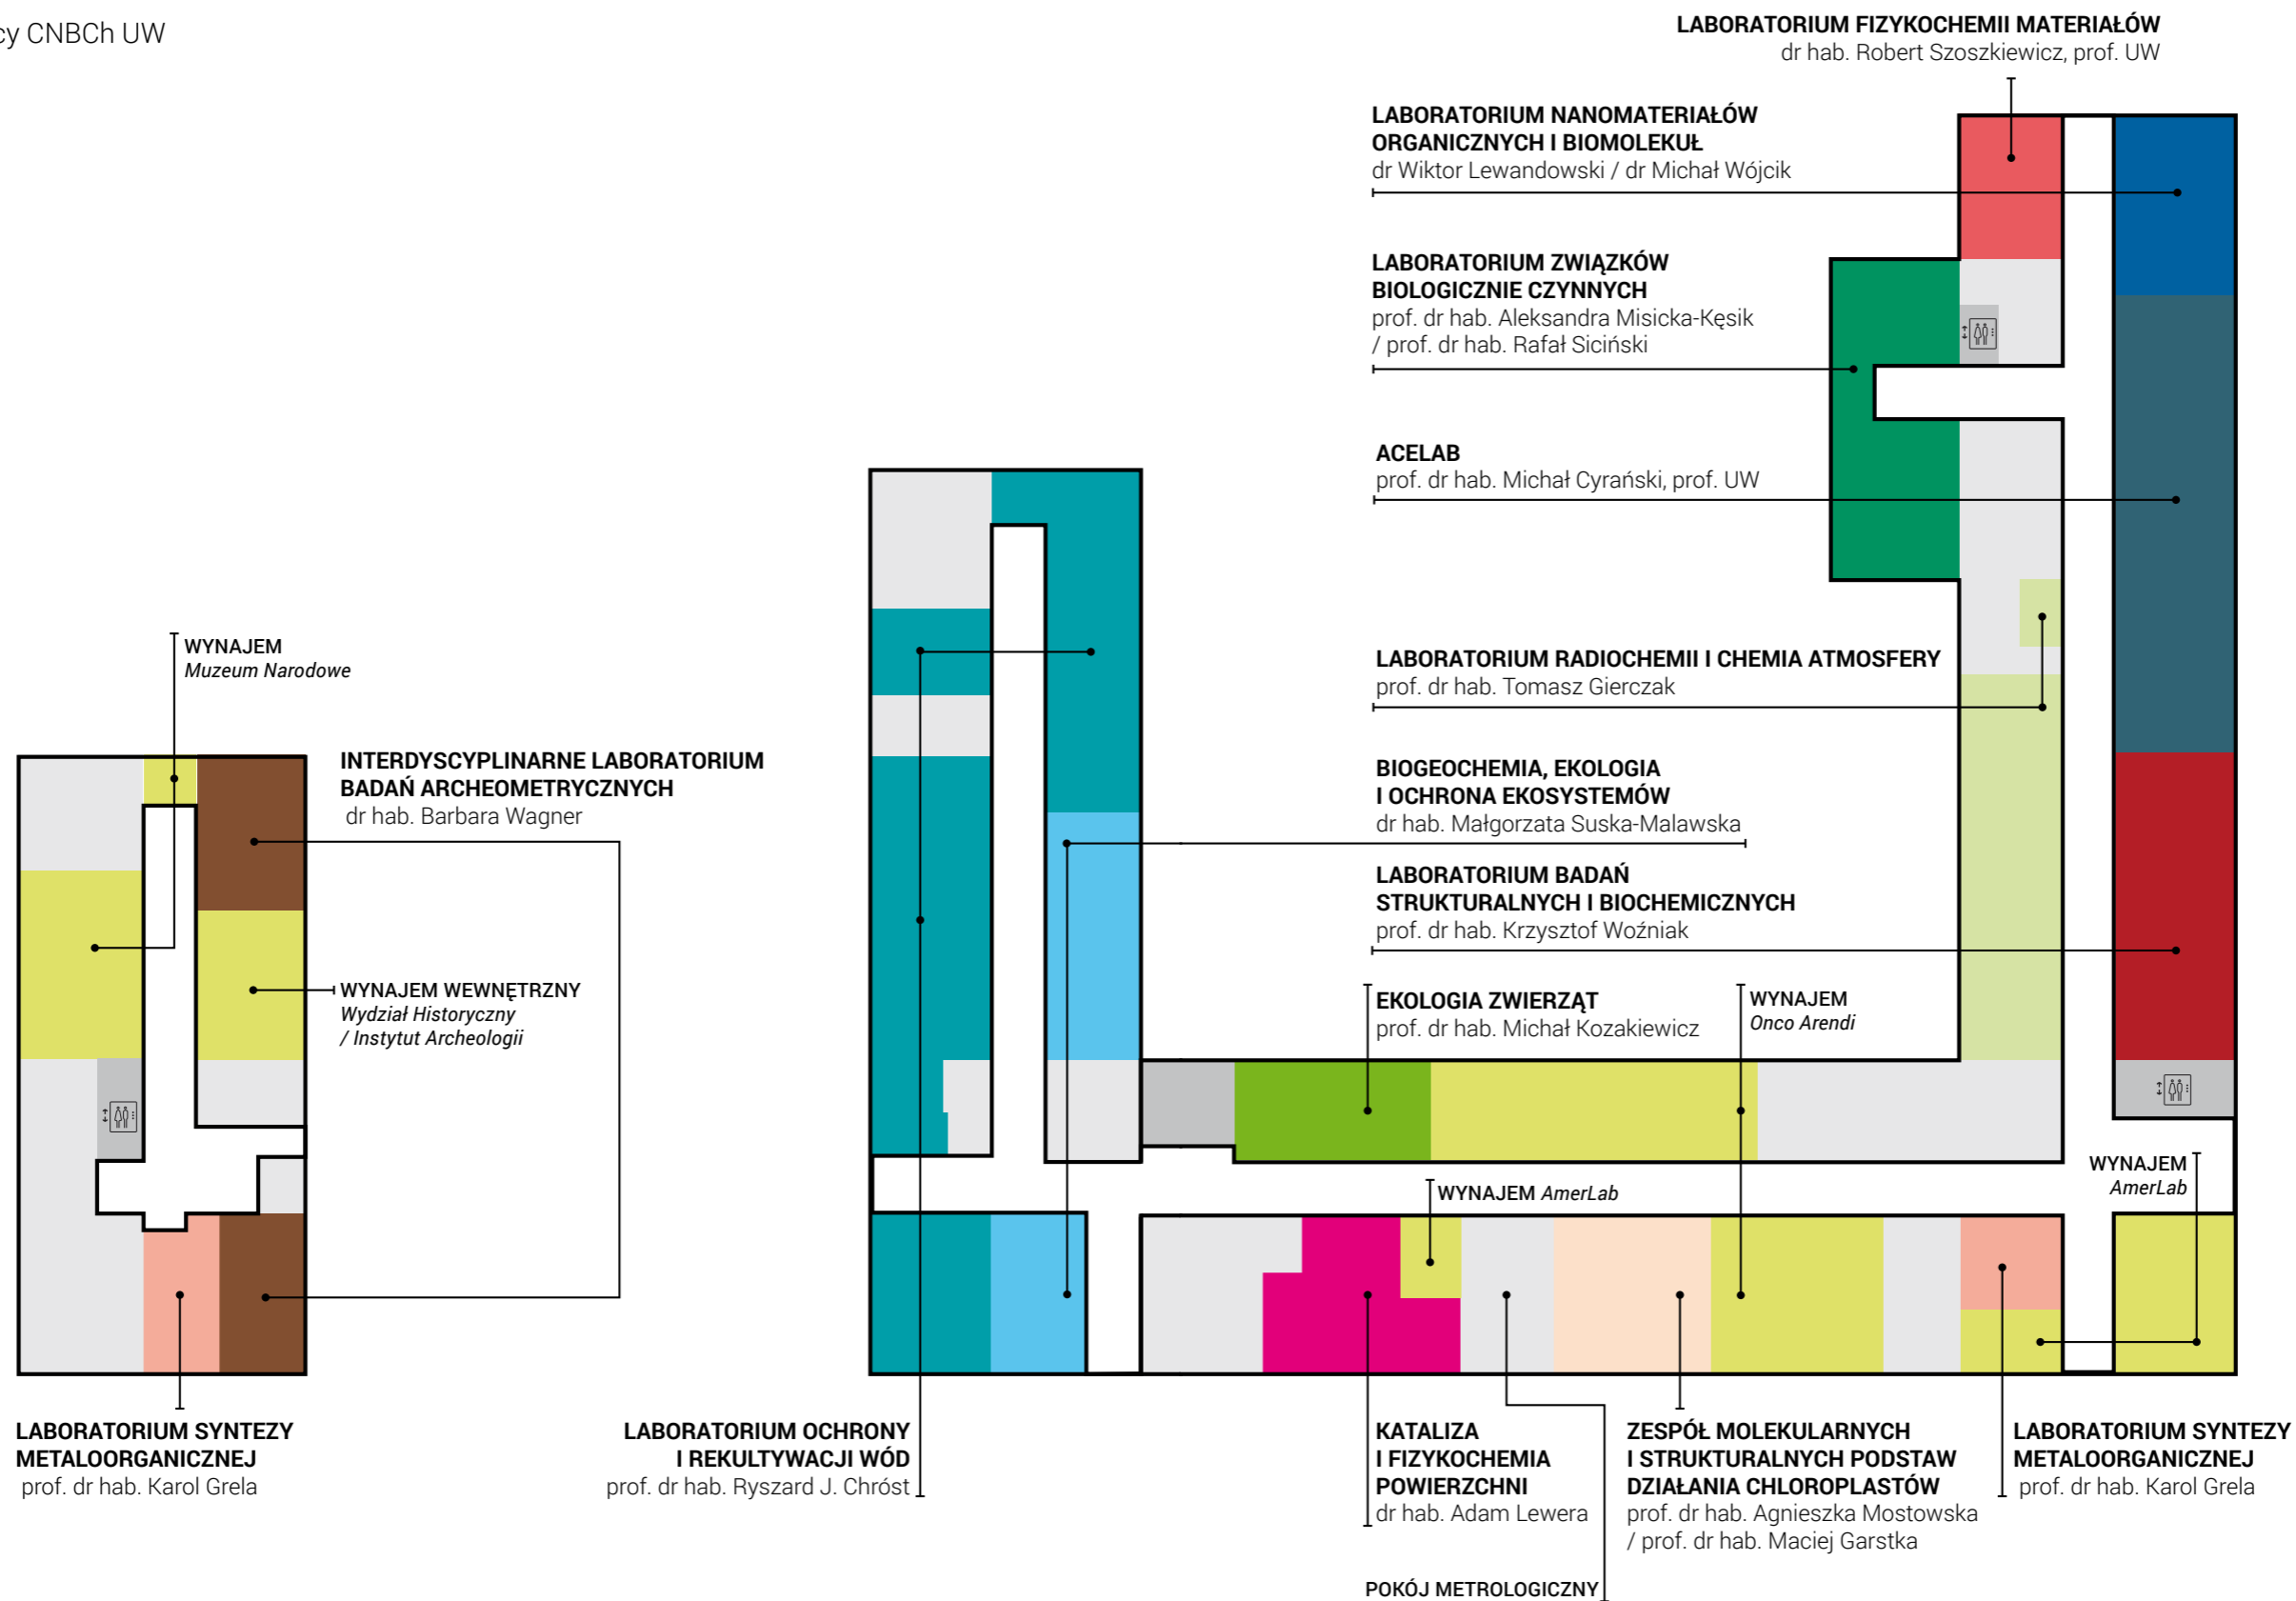 CNBCh UW
LABORATORIUM FIZYKOCHEMII MATERIAŁÓW
dr hab. Robert Szoszkiewicz, prof. UW
LABORATORIUM NANOMATERIAŁÓW
ORGANICZNYCH I BIOMOLEKUŁ
dr Wiktor Lewandowski / dr Michał Wójcik
LABORATORIUM ZWIĄZKÓW
BIOLOGICZNIE CZYNNYCH
prof. dr hab. Aleksandra Misicka-Kęsik
/ prof. dr hab. Rafał Siciński
ACELAB
prof. dr hab. Michał Cyrański, prof. UW
WYNAJEM
Muzeum Narodowe
LABORATORIUM RADIOCHEMII I CHEMIA ATMOSFERY
prof. dr hab. Tomasz Gierczak
INTERDYSCYPLINARNE LABORATORIUM
BADAŃ ARCHEOMETRYCZNYCH
dr hab. Barbara Wagner
BIOGEOCHEMIA, EKOLOGIA
I OCHRONA EKOSYSTEMÓW
dr hab. Małgorzata Suska-Malawska
LABORATORIUM BADAŃ
STRUKTURALNYCH I BIOCHEMICZNYCH
prof. dr hab. Krzysztof Woźniak
WYNAJEM WEWNĘTRZNY
Wydział Historyczny
/ Instytut Archeologii
EKOLOGIA ZWIERZĄT
prof. dr hab. Michał Kozakiewicz
WYNAJEM
Onco Arendi
WYNAJEM
AmerLab
WYNAJEM AmerLab
LABORATORIUM SYNTEZY
METALOORGANICZNEJ
prof. dr hab. Karol Grela
LABORATORIUM OCHRONY
I REKULTYWACJI WÓD
prof. dr hab. Ryszard J. Chróst
KATALIZA
I FIZYKOCHEMIA
POWIERZCHNI
dr hab. Adam Lewera
ZESPÓŁ MOLEKULARNYCH
I STRUKTURALNYCH PODSTAW
DZIAŁANIA CHLOROPLASTÓW
prof. dr hab. Agnieszka Mostowska
/ prof. dr hab. Maciej Garstka
LABORATORIUM SYNTEZY
METALOORGANICZNEJ
prof. dr hab. Karol Grela
POKÓJ METROLOGICZNY